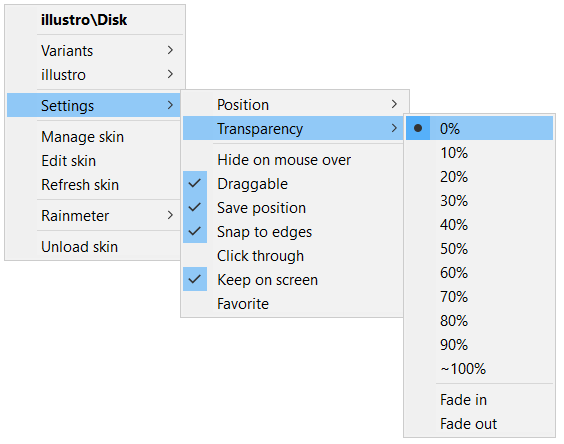 illustro\Disk
Variants
illustro
Settings
Manage skin
Edit skin
Refresh skin
Rainmeter
Unload skin
Position
Transparency
Hide on mouse over
Draggable
Save position
Snap to edges
Click through
Keep on screen
Favorite
0%
10%
20%
30%
40%
50%
60%
70%
80%
90%
~100%
Fade in
Fade out